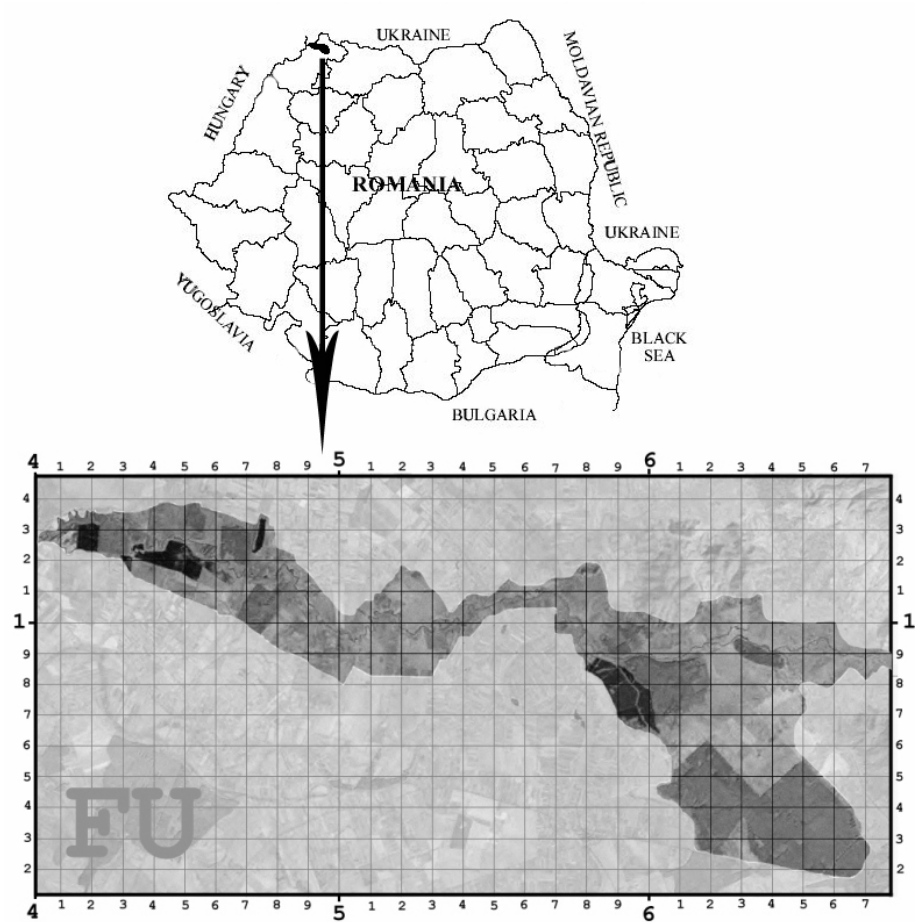 UKRAINE
HUNGARY
MOLDAVIAN REPUBLIC
ROMANIA
UKRAINE
YUGOSLAVIA
BLACK
SEA
BULGARIA
4 1 2 3 4 5 6 7 8 9 5 1 2 3 4 5 6 7 8 9 6 1 2 3 4 5 6 7
4 4
3 3
2 2
1 1
1 1
9 9
8 8
7 7
6 6
5 5
4 4
FU
3 3
2 2
4 1 2 3 4 5 6 7 8 9 5 1 2 3 4 5 6 7 8 9 6 1 2 3 4 5 6 7